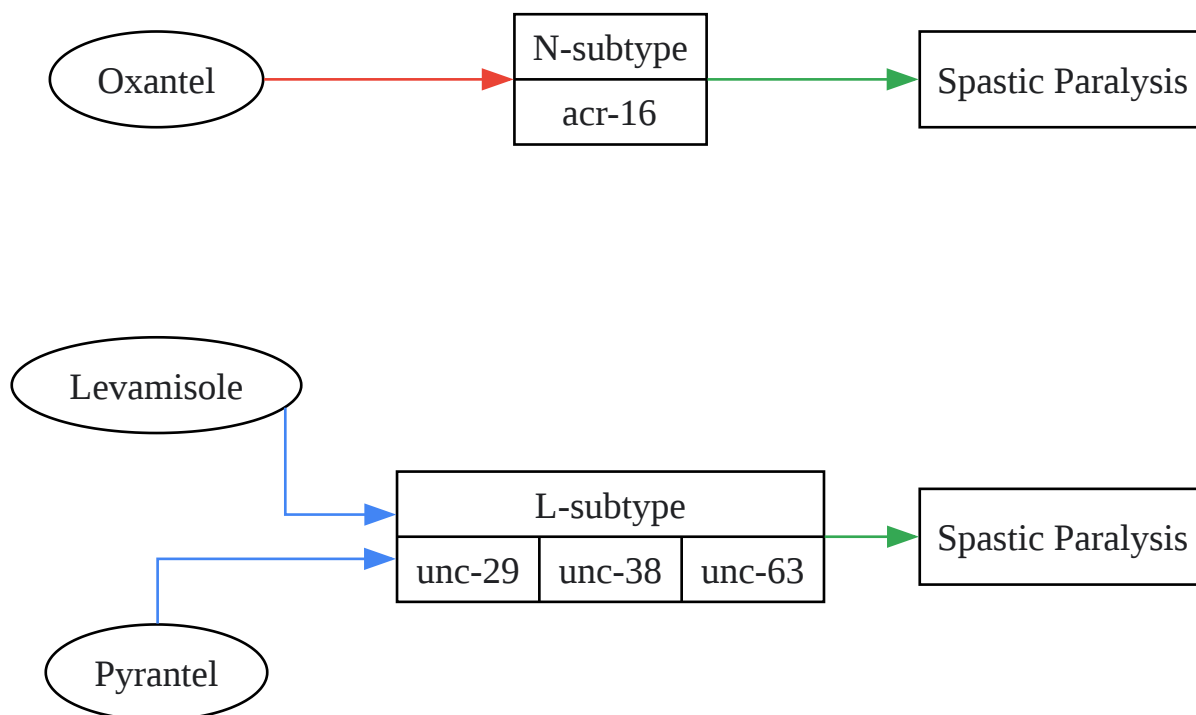 Oxantel
N-subtype
acr-16
Spastic Paralysis
Levamisole
L-subtype
unc-29 unc-38 unc-63
Spastic Paralysis
Pyrantel